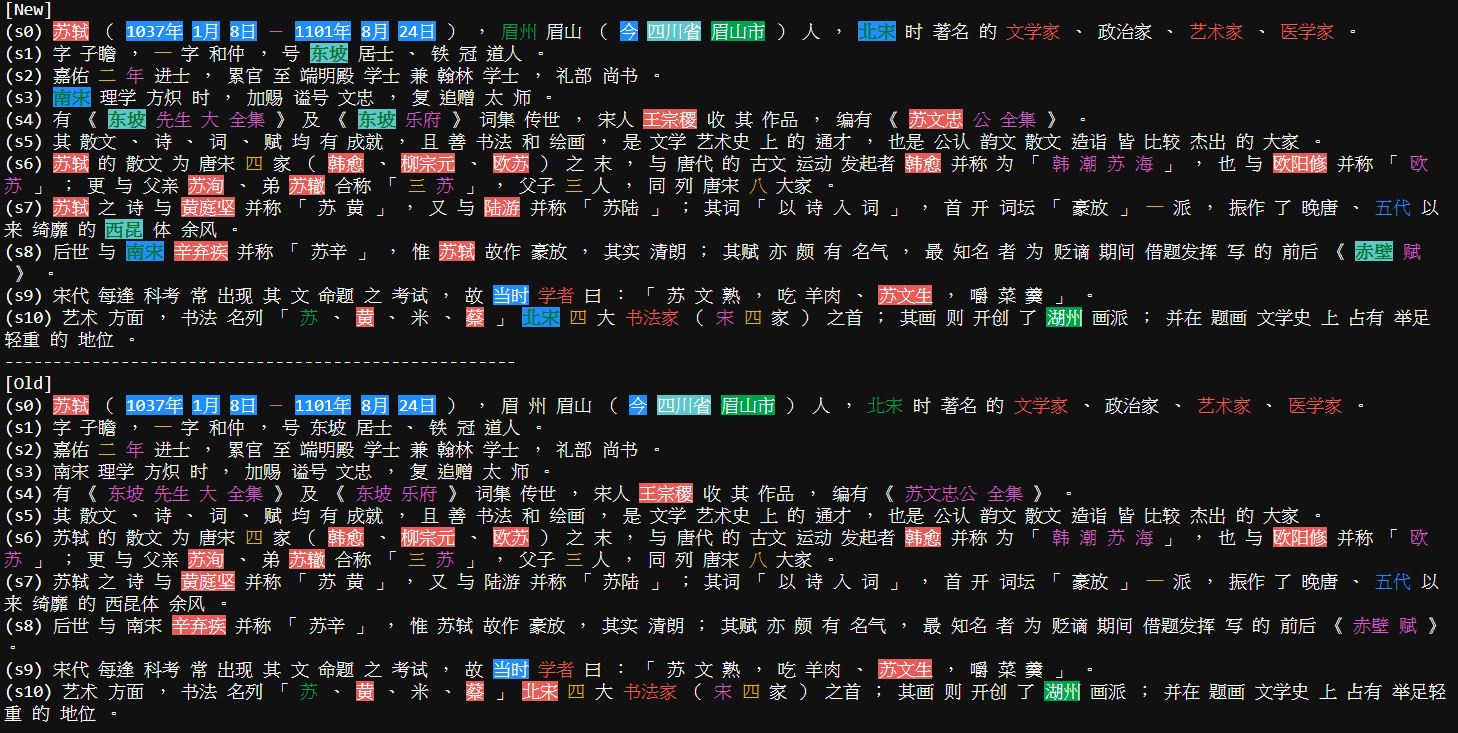 [New]
(s0) 苏轼 （ 1037年 1月 8日 － 1101年 8月 24日 ） ， 眉州 眉山 （ 今 四川省 眉山市 ） 人 ， 北宋 时 著名 的 文学家 、 政治家 、 艺术家 、 医学家 。
(s1) 字 子瞻 ， 一 字 和仲 ， 号 东坡 居士 、 铁 冠 道人 。
(s2) 嘉佑 二 年 进士 ， 累官 至 端明殿 学士 兼 翰林 学士 ， 礼部 尚书 。
(s3) 南宋 理学 方炽 时 ， 加赐 谥号 文忠 ， 复 追赠 太 师 。
(s4) 有 《 东坡 先生 大 全集 》 及 《 东坡 乐府 》 词集 传世 ， 宋人 王宗稷 收 其 作品 ， 编有 《 苏文忠 公 全集 》 。
(s5) 其 散文 、 诗 、 词 、 赋 均 有 成就 ， 且 善 书法 和 绘画 ， 是 文学 艺术史 上 的 通才 ， 也是 公认 韵文 散文 造诣 皆 比较 杰出 的 大家 。
(s6) 苏轼 的 散文 为 唐宋 四 家 （ 韩愈 、 柳宗元 、 欧苏 ） 之 末 ， 与 唐代 的 古文 运动 发起者 韩愈 并称 为 「 韩 潮 苏 海 」 ， 也 与 欧阳修 并称 「 欧
苏 」 ； 更 与 父亲 苏洵 、 弟 苏辙 合称 「 三 苏 」 ， 父子 三 人 ， 同 列 唐宋 八 大家 。
(s7) 苏轼 之 诗 与 黄庭坚 并称 「 苏 黄 」 ， 又 与 陆游 并称 「 苏陆 」 ； 其词 「 以 诗 入 词 」 ， 首 开 词坛 「 豪放 」 一 派 ， 振作 了 晚唐 、 五代 以
来 绮靡 的 西昆 体 余风 。
(s8) 后世 与 南宋 辛弃疾 并称 「 苏辛 」 ， 惟 苏轼 故作 豪放 ， 其实 清朗 ； 其赋 亦 颇 有 名气 ， 最 知名 者 为 贬谪 期间 借题发挥 写 的 前后 《 赤壁 赋
》 。
(s9) 宋代 每逢 科考 常 出现 其 文 命题 之 考试 ， 故 当时 学者 曰 ： 「 苏 文 熟 ， 吃 羊肉 、 苏文生 ， 嚼 菜 羹 」 。
(s10) 艺术 方面 ， 书法 名列 「 苏 、 黄 、 米 、 蔡 」 北宋 四 大 书法家 （ 宋 四 家 ） 之首 ； 其画 则 开创 了 湖州 画派 ； 并在 题画 文学史 上 占有 举足
轻重 的 地位 。
----------------------------------------------------
[Old]
(s0) 苏轼 （ 1037年 1月 8日 － 1101年 8月 24日 ） ， 眉 州 眉山 （ 今 四川省 眉山市 ） 人 ， 北宋 时 著名 的 文学家 、 政治家 、 艺术家 、 医学家 。
(s1) 字 子瞻 ， 一 字 和仲 ， 号 东坡 居士 、 铁 冠 道人 。
(s2) 嘉佑 二 年 进士 ， 累官 至 端明殿 学士 兼 翰林 学士 ， 礼部 尚书 。
(s3) 南宋 理学 方炽 时 ， 加赐 谥号 文忠 ， 复 追赠 太 师 。
(s4) 有 《 东坡 先生 大 全集 》 及 《 东坡 乐府 》 词集 传世 ， 宋人 王宗稷 收 其 作品 ， 编有 《 苏文忠公 全集 》 。
(s5) 其 散文 、 诗 、 词 、 赋 均 有 成就 ， 且 善 书法 和 绘画 ， 是 文学 艺术史 上 的 通才 ， 也是 公认 韵文 散文 造诣 皆 比较 杰出 的 大家 。
(s6) 苏轼 的 散文 为 唐宋 四 家 （ 韩愈 、 柳宗元 、 欧苏 ） 之 末 ， 与 唐代 的 古文 运动 发起者 韩愈 并称 为 「 韩 潮 苏 海 」 ， 也 与 欧阳修 并称 「 欧
苏 」 ； 更 与 父亲 苏洵 、 弟 苏辙 合称 「 三 苏 」 ， 父子 三 人 ， 同 列 唐宋 八 大家 。
(s7) 苏轼 之 诗 与 黄庭坚 并称 「 苏 黄 」 ， 又 与 陆游 并称 「 苏陆 」 ； 其词 「 以 诗 入 词 」 ， 首 开 词坛 「 豪放 」 一 派 ， 振作 了 晚唐 、 五代 以
来 绮靡 的 西昆体 余风 。
(s8) 后世 与 南宋 辛弃疾 并称 「 苏辛 」 ， 惟 苏轼 故作 豪放 ， 其实 清朗 ； 其赋 亦 颇 有 名气 ， 最 知名 者 为 贬谪 期间 借题发挥 写 的 前后 《 赤壁 赋 》
。
(s9) 宋代 每逢 科考 常 出现 其 文 命题 之 考试 ， 故 当时 学者 曰 ： 「 苏 文 熟 ， 吃 羊肉 、 苏文生 ， 嚼 菜 羹 」 。
(s10) 艺术 方面 ， 书法 名列 「 苏 、 黄 、 米 、 蔡 」 北宋 四 大 书法家 （ 宋 四 家 ） 之首 ； 其画 则 开创 了 湖州 画派 ； 并在 题画 文学史 上 占有 举足轻
重 的 地位 。